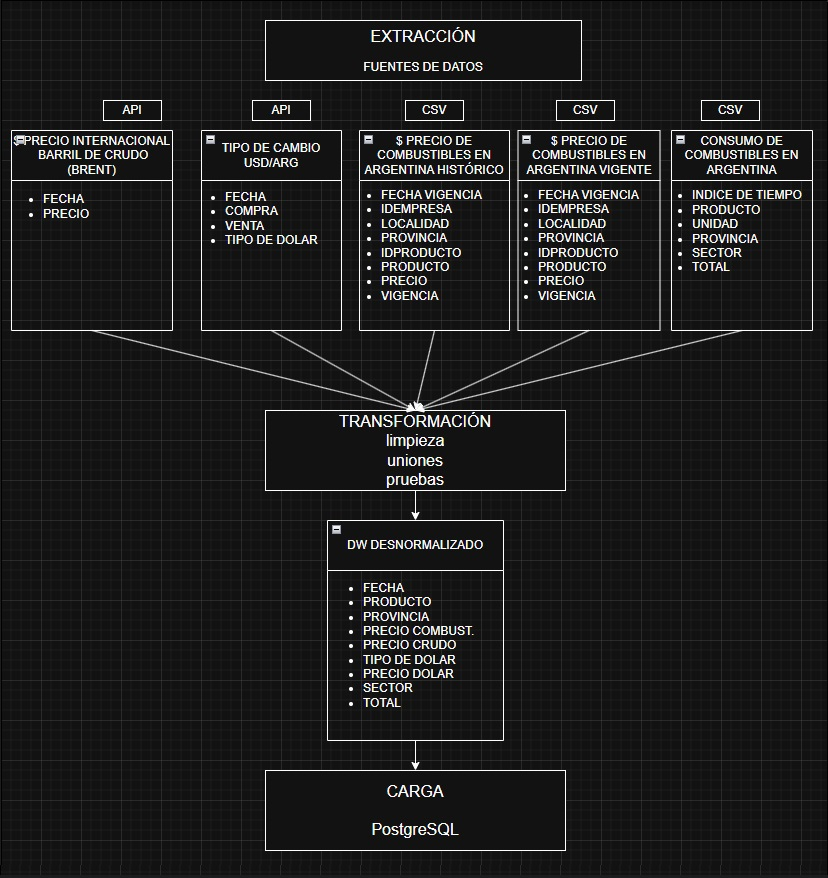 EXTRACCIÓN
FUENTES DE DATOS
API
API
CSV
CSV
CSV
$ PRECIO INTERNACIONAL
BARRIL DE CRUDO
(BRENT)
FECHA
PRECIO
TIPO DE CAMBIO
USD/ARG
FECHA
COMPRA
VENTA
TIPO DE DOLAR
$ PRECIO DE
COMBUSTIBLES EN
ARGENTINA HISTÓRICO
FECHA VIGENCIA
IDEMPRESA
LOCALIDAD
PROVINCIA
IDPRODUCTO
PRODUCTO
PRECIO
VIGENCIA
$ PRECIO DE
COMBUSTIBLES EN
ARGENTINA VIGENTE
FECHA VIGENCIA
IDEMPRESA
LOCALIDAD
PROVINCIA
IDPRODUCTO
PRODUCTO
PRECIO
VIGENCIA
CONSUMO DE
COMBUSTIBLES EN
ARGENTINA
INDICE DE TIEMPO
PRODUCTO
UNIDAD
PROVINCIA
SECTOR
TOTAL
TRANSFORMACIÓN
limpieza
uniones
pruebas
DW DESNORMALIZADO
FECHA
PRODUCTO
PROVINCIA
PRECIO COMBUST.
PRECIO CRUDO
TIPO DE DOLAR
PRECIO DOLAR
SECTOR
TOTAL
CARGA
PostgreSQL